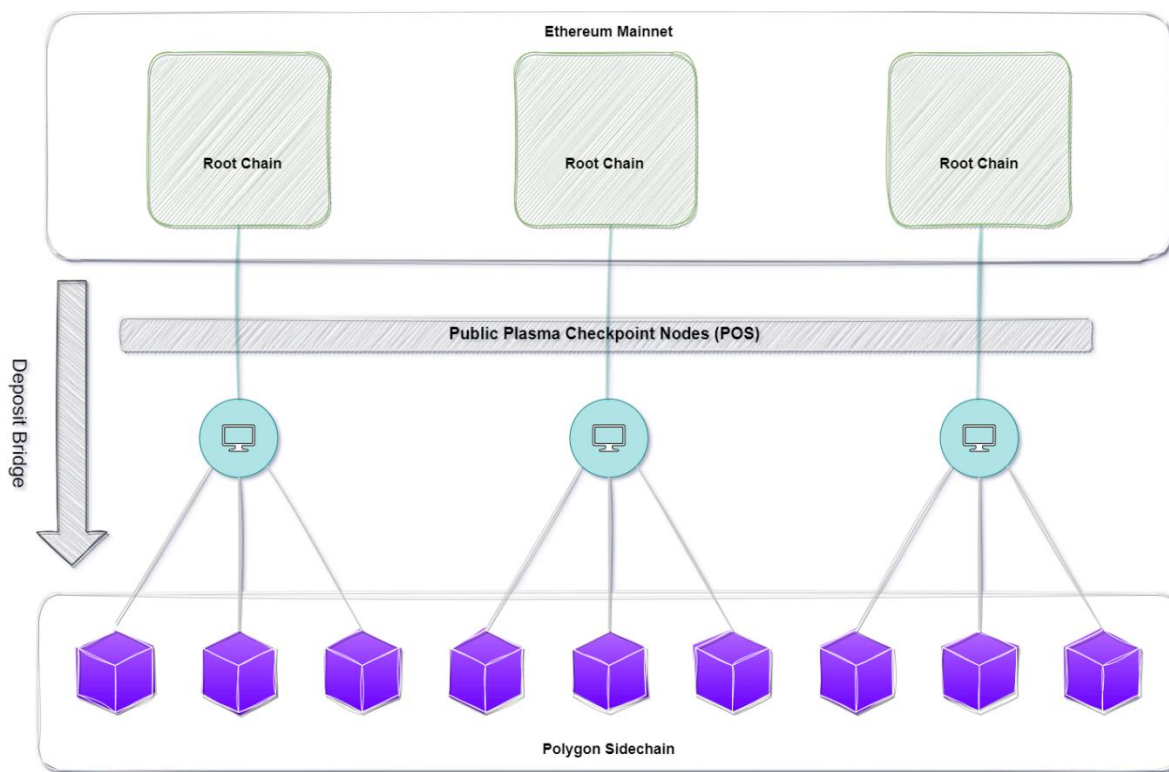 Ethereum Mainnet
Root Chain
Root Chain
Root Chain
Public Plasma Checkpoint Nodes (POS)
Deposit Bridge
Polygon Sidechain